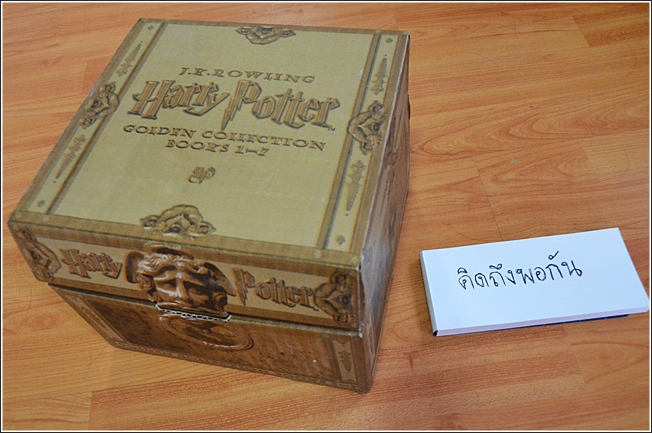 J.K. ROWLING
Harry Potter
GOLDEN COLLECTION
BOOKS 1-7
Harry Potter
คิดถึงพอกัน